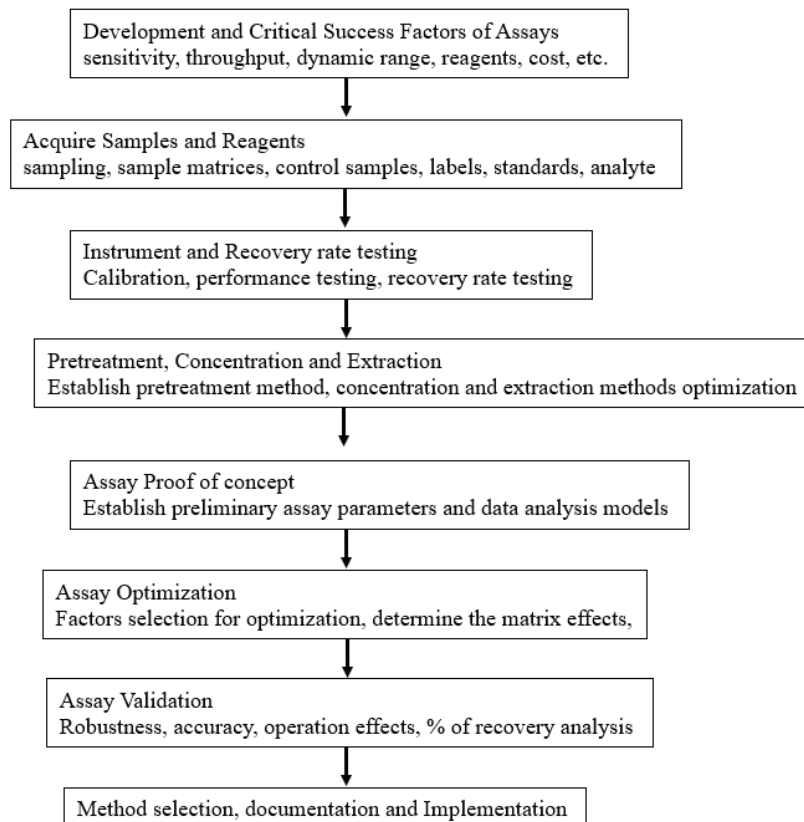 Development and Critical Success Factors of Assays
sensitivity, throughput, dynamic range, reagents, cost, etc.
Acquire Samples and Reagents
sampling, sample matrices, control samples, labels, standards, analyte
Instrument and Recovery rate testing
Calibration, performance testing, recovery rate testing
Pretreatment, Concentration and Extraction
Establish pretreatment method, concentration and extraction methods optimization
Assay Proof of concept
Establish preliminary assay parameters and data analysis models
Assay Optimization
Factors selection for optimization, determine the matrix effects,
Assay Validation
Robustness, accuracy, operation effects, % of recovery analysis
Method selection, documentation and Implementation